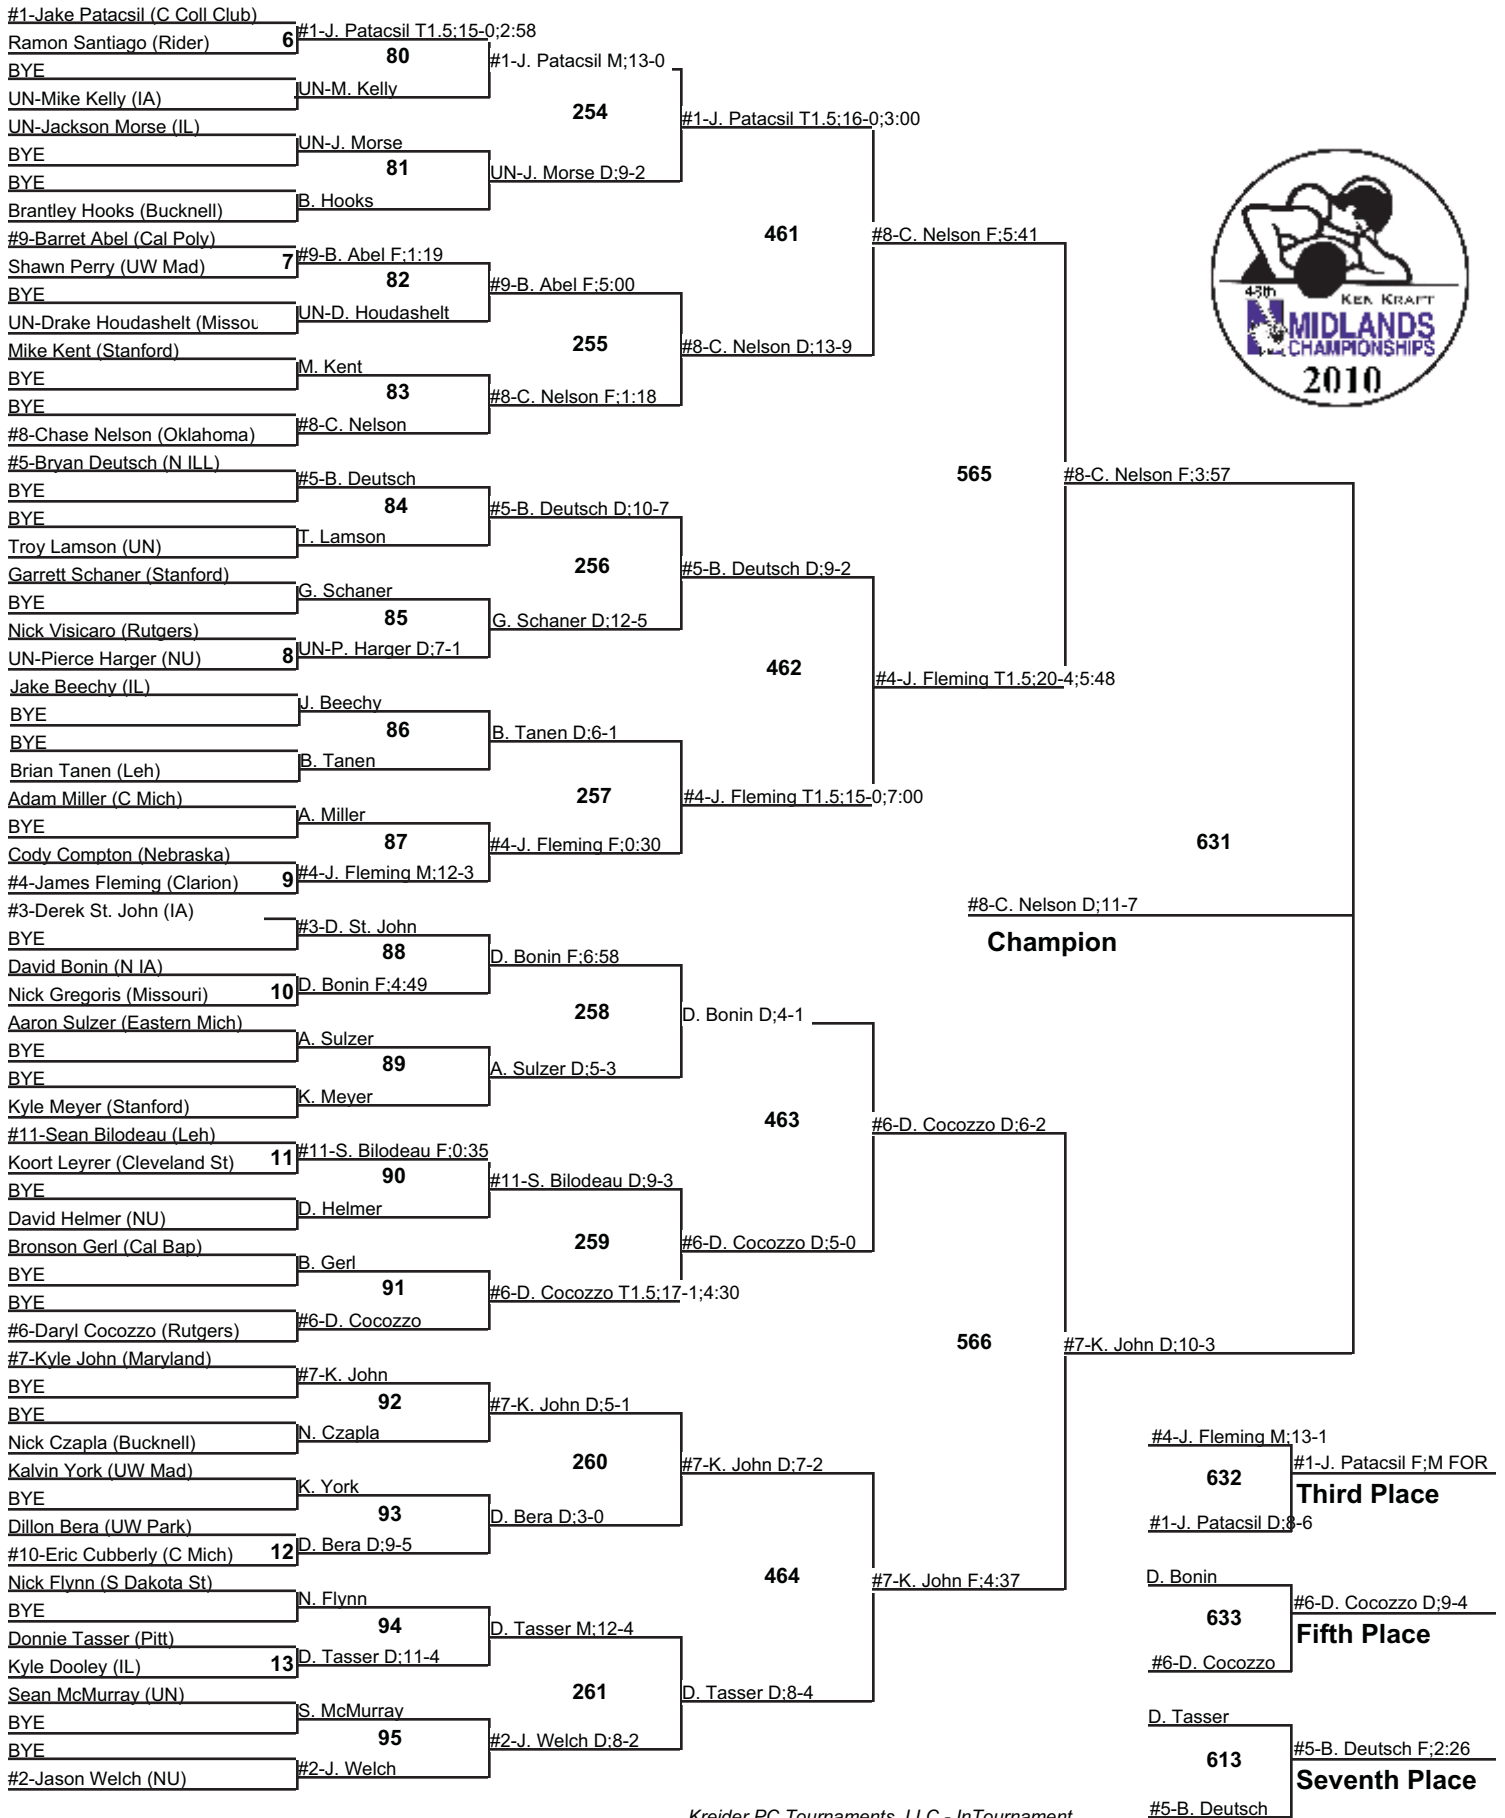 #1-Jake Patacsil (C Coll Club)
Ramon Santiago (Rider)
BYE
UN-Mike Kelly (IA)
UN-Jackson Morse (IL)
BYE
BYE
Brantley Hooks (Bucknell)
#9-Barret Abel (Cal Poly)
Shawn Perry (UW Mad)
BYE
UN-Drake Houdashelt (Missou
Mike Kent (Stanford)
BYE
BYE
#8-Chase Nelson (Oklahoma)
#5-Bryan Deutsch (N ILL)
BYE
BYE
Troy Lamson (UN)
Garrett Schaner (Stanford)
BYE
Nick Visicaro (Rutgers)
UN-Pierce Harger (NU)
Jake Beechy (IL)
BYE
BYE
Brian Tanen (Leh)
Adam Miller (C Mich)
BYE
Cody Compton (Nebraska)
#4-James Fleming (Clarion)
#3-Derek St. John (IA)
BYE
David Bonin (N IA)
Nick Gregoris (Missouri)
Aaron Sulzer (Eastern Mich)
BYE
BYE
Kyle Meyer (Stanford)
#11-Sean Bilodeau (Leh)
Koort Leyrer (Cleveland St)
BYE
David Helmer (NU)
Bronson Gerl (Cal Bap)
BYE
BYE
#6-Daryl Cocozzo (Rutgers)
#7-Kyle John (Maryland)
BYE
BYE
Nick Czapla (Bucknell)
Kalvin York (UW Mad)
BYE
Dillon Bera (UW Park)
#10-Eric Cubberly (C Mich)
Nick Flynn (S Dakota St)
BYE
Donnie Tasser (Pitt)
Kyle Dooley (IL)
Sean McMurray (UN)
BYE
BYE
#2-Jason Welch (NU)
6
7
8
9
10
11
12
13
#1-J. Patacsil T1.5;15-0;2:58
80
UN-M. Kelly
UN-J. Morse
81
B. Hooks
#9-B. Abel F;1:19
82
UN-D. Houdashelt
M. Kent
83
#8-C. Nelson
#5-B. Deutsch
84
T. Lamson
G. Schaner
85
UN-P. Harger D;7-1
J. Beechy
86
B. Tanen
A. Miller
87
#4-J. Fleming M;12-3
#3-D. St. John
88
D. Bonin F;4:49
A. Sulzer
89
K. Meyer
#11-S. Bilodeau F;0:35
90
D. Helmer
B. Gerl
91
#6-D. Cocozzo
#7-K. John
92
N. Czapla
K. York
93
D. Bera D;9-5
N. Flynn
94
D. Tasser D;11-4
S. McMurray
95
#2-J. Welch
#1-J. Patacsil M;13-0
254
UN-J. Morse D;9-2
#9-B. Abel F;5:00
255
#8-C. Nelson F;1:18
#5-B. Deutsch D;10-7
256
G. Schaner D;12-5
B. Tanen D;6-1
257
#4-J. Fleming F;0:30
D. Bonin F;6:58
258
A. Sulzer D;5-3
#11-S. Bilodeau D;9-3
259
#6-D. Cocozzo T1.5;17-1;4:30
#7-K. John D;5-1
260
D. Bera D;3-0
D. Tasser M;12-4
261
#2-J. Welch D;8-2
#1-J. Patacsil T1.5;16-0;3:00
461
#8-C. Nelson D;13-9
#5-B. Deutsch D;9-2
462
#4-J. Fleming T1.5;15-0;7:00
D. Bonin D;4-1
463
#6-D. Cocozzo D;5-0
#7-K. John D;7-2
464
D. Tasser D;8-4
#8-C. Nelson F;5:41
565
#4-J. Fleming T1.5;20-4;5:48
#6-D. Cocozzo D;6-2
566
#7-K. John F;4:37
#8-C. Nelson F;3:57
631
#7-K. John D;10-3
#8-C. Nelson D;11-7
Champion
48th
KEN KRAFT
N
MIDLANDS
CHAMPIONSHIPS
2010
#4-J. Fleming M;13-1
632
#1-J. Patacsil D;8-6
#1-J. Patacsil F;M FOR
Third Place
D. Bonin
633
#6-D. Cocozzo
#6-D. Cocozzo D;9-4
Fifth Place
D. Tasser
613
#5-B. Deutsch
#5-B. Deutsch F;2:26
Seventh Place
Kreider PC Tournaments, LLC - InTournament